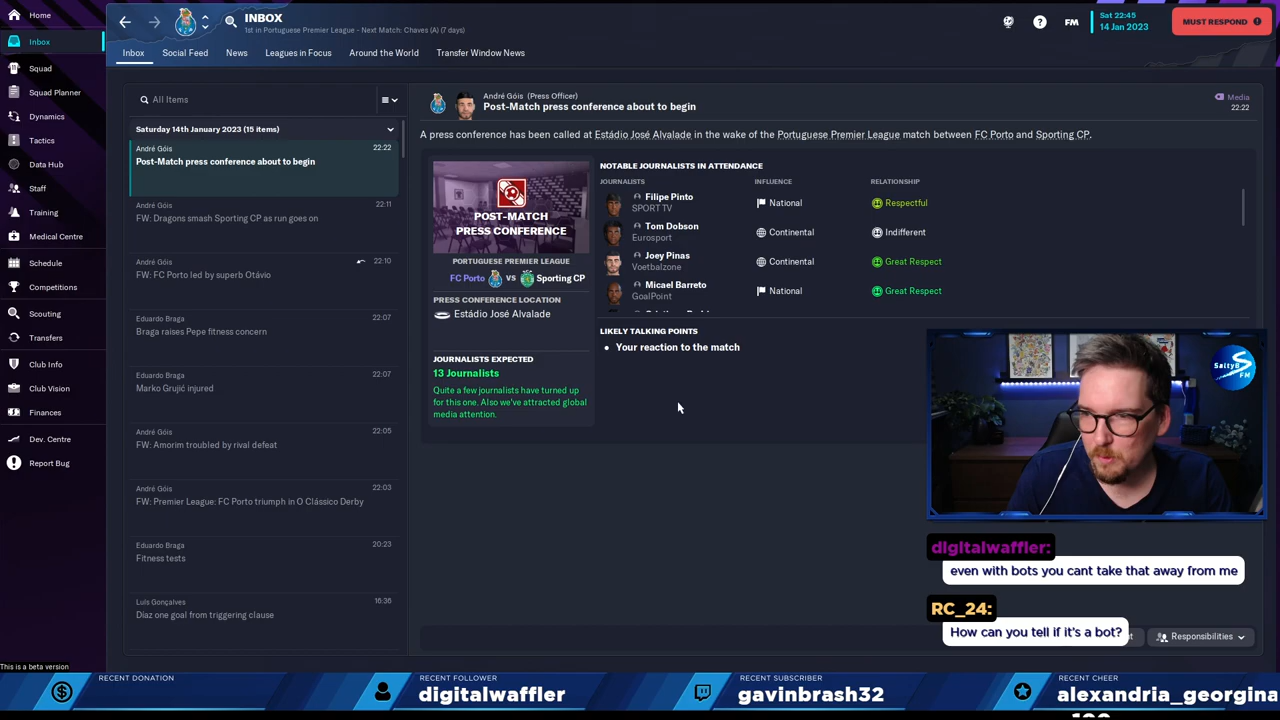 Home
Inbox
Squad
Squad Planner
Dynamics
Tactics
Data Hub
Staff
Training
Medical Centre
Schedule
Competitions
Scouting
Transfers
Club Info
Club Vision
Finances
Dev. Centre
Report Bug
This is a beta version
INBOX
1st in Portuguese Premier League - Next Match: Chaves (A) (7 days)
FM
Sat 22:45
14 Jan 2023
MUST RESPOND
Inbox
Social Feed
News
Leagues in Focus
Around the World
Transfer Window News
All Items
Saturday 14th January 2023 (15 items)
André Góis 22:22
Post-Match press conference about to begin
André Góis 22:11
FW: Dragons smash Sporting CP as run goes on
André Góis 22:10
FW: FC Porto led by superb Otávio
Eduardo Braga 22:07
Braga raises Pepe fitness concern
Eduardo Braga 22:07
Marko Grujić injured
André Góis 22:05
FW: Amorim troubled by rival defeat
André Góis 22:03
FW: Premier League: FC Porto triumph in O Clássico Derby
Eduardo Braga 20:23
Fitness tests
Luís Gonçalves 16:36
Díaz one goal from triggering clause
André Góis (Press Officer)
Post-Match press conference about to begin
Media
22:22
A press conference has been called at Estádio José Alvalade in the wake of the Portuguese Premier League match between FC Porto and Sporting CP.
POST-MATCH
PRESS CONFERENCE
PORTUGUESE PREMIER LEAGUE
FC Porto VS Sporting CP
PRESS CONFERENCE LOCATION
Estádio José Alvalade
JOURNALISTS EXPECTED
13 Journalists
Quite a few journalists have turned up
for this one. Also we've attracted global
media attention.
NOTABLE JOURNALISTS IN ATTENDANCE
JOURNALISTS INFLUENCE RELATIONSHIP
Filipe Pinto
SPORT TV
National
Respectful
Tom Dobson
Eurosport
Continental
Indifferent
Joey Pinas
Voetbalzone
Continental
Great Respect
Micael Barreto
GoalPoint
National
Great Respect
LIKELY TALKING POINTS
• Your reaction to the match
SaltyB
FM
digitalwaffler:
even with bots you cant take that away from me
RC_24:
How can you tell if it's a bot?
Responsibilities
RECENT DONATION
RECENT FOLLOWER
digitalwaffler
RECENT SUBSCRIBER
gavinbrash32
RECENT CHEER
alexandria_georgina